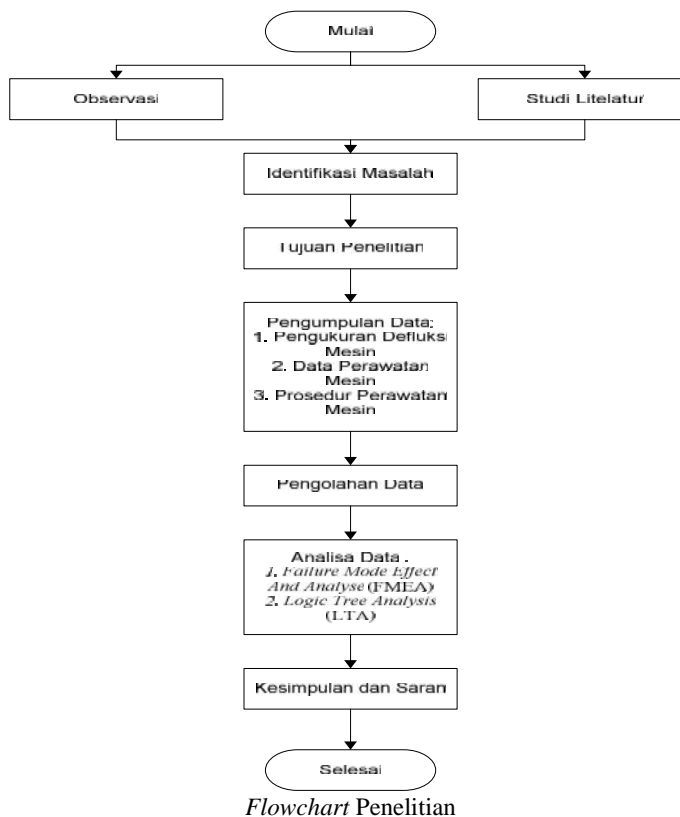 Mulai
Observasi
Studi Litelatur
Identifikasi Masalah
Tujuan Penelitian
Pengumpulan Data:
1. Pengukuran Defluksi
Mesin
2. Data Perawatan
Mesin
3. Prosedur Perawatan
Mesin
Pengolahan Data
Analisa Data :
1. Failure Mode Effect
And Analyse (FMEA)
2. Logic Tree Analysis
(LTA)
Kesimpulan dan Saran
Selesai
Flowchart Penelitian